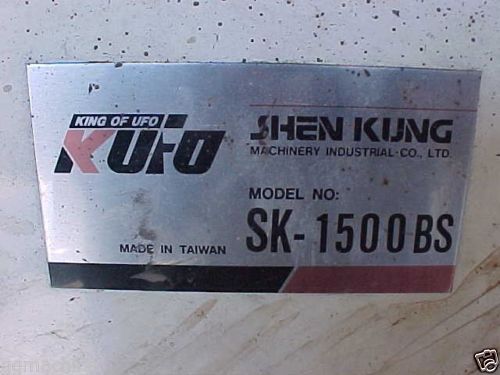 KING OF UFO
KUFO
SHEN KUNG
MACHINERY INDUSTRIAL CO., LTD.
MODEL NO:
MADE IN TAIWAN
SK-1500BS